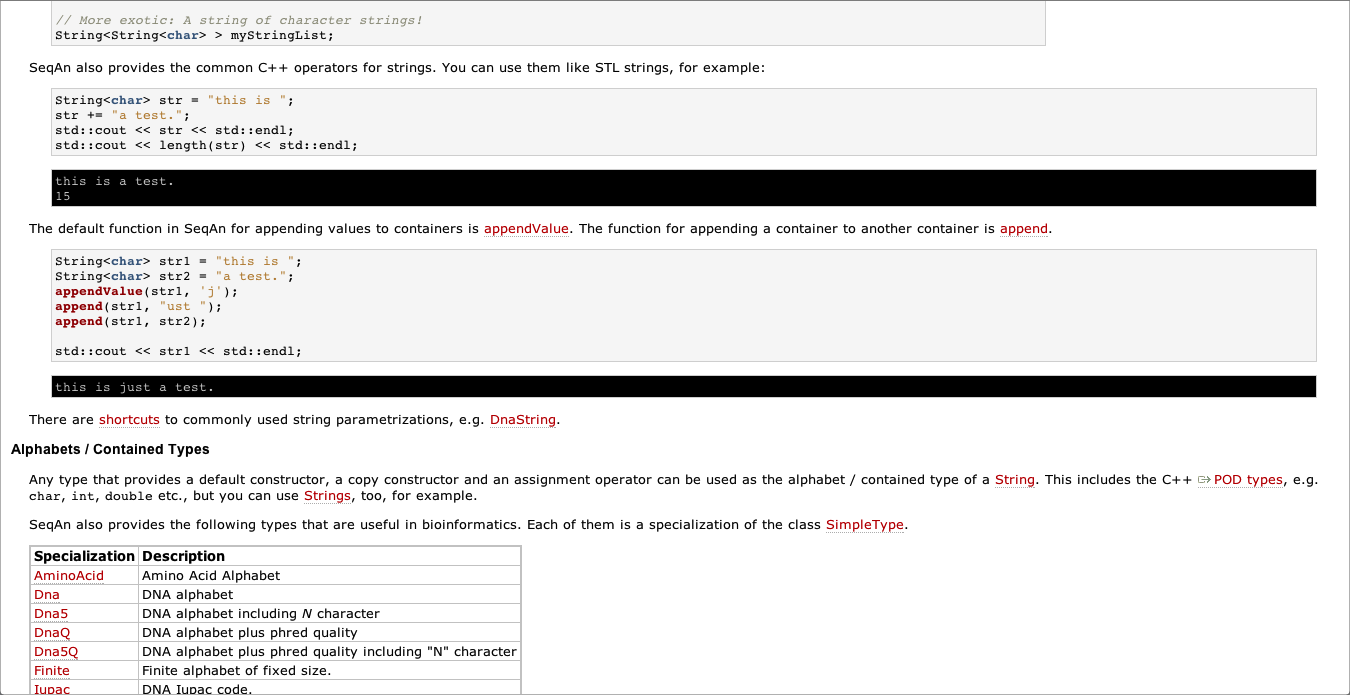 // More exotic: A string of character strings!
String<String<char> > myStringList;
SeqAn also provides the common C++ operators for strings. You can use them like STL strings, for example:
String<char> str = "this is ";
str += "a test.";
std::cout << str << std::endl;
std::cout << length(str) << std::endl;
this is a test.
15
The default function in SeqAn for appending values to containers is appendValue. The function for appending a container to another container is append.
String<char> str1 = "this is ";
String<char> str2 = "a test.";
appendValue(str1, 'j');
append(str1, "ust ");
append(str1, str2);
std::cout << str1 << std::endl;
this is just a test.
There are shortcuts to commonly used string parametrizations, e.g. DnaString.
Alphabets / Contained Types
Any type that provides a default constructor, a copy constructor and an assignment operator can be used as the alphabet / contained type of a String. This includes the C++ POD types, e.g.
char, int, double etc., but you can use Strings, too, for example.
SeqAn also provides the following types that are useful in bioinformatics. Each of them is a specialization of the class SimpleType.
Specialization Description
AminoAcid Amino Acid Alphabet
Dna DNA alphabet
Dna5 DNA alphabet including N character
DnaQ DNA alphabet plus phred quality
Dna5Q DNA alphabet plus phred quality including "N" character
Finite Finite alphabet of fixed size.
Iupac DNA Iupac code.